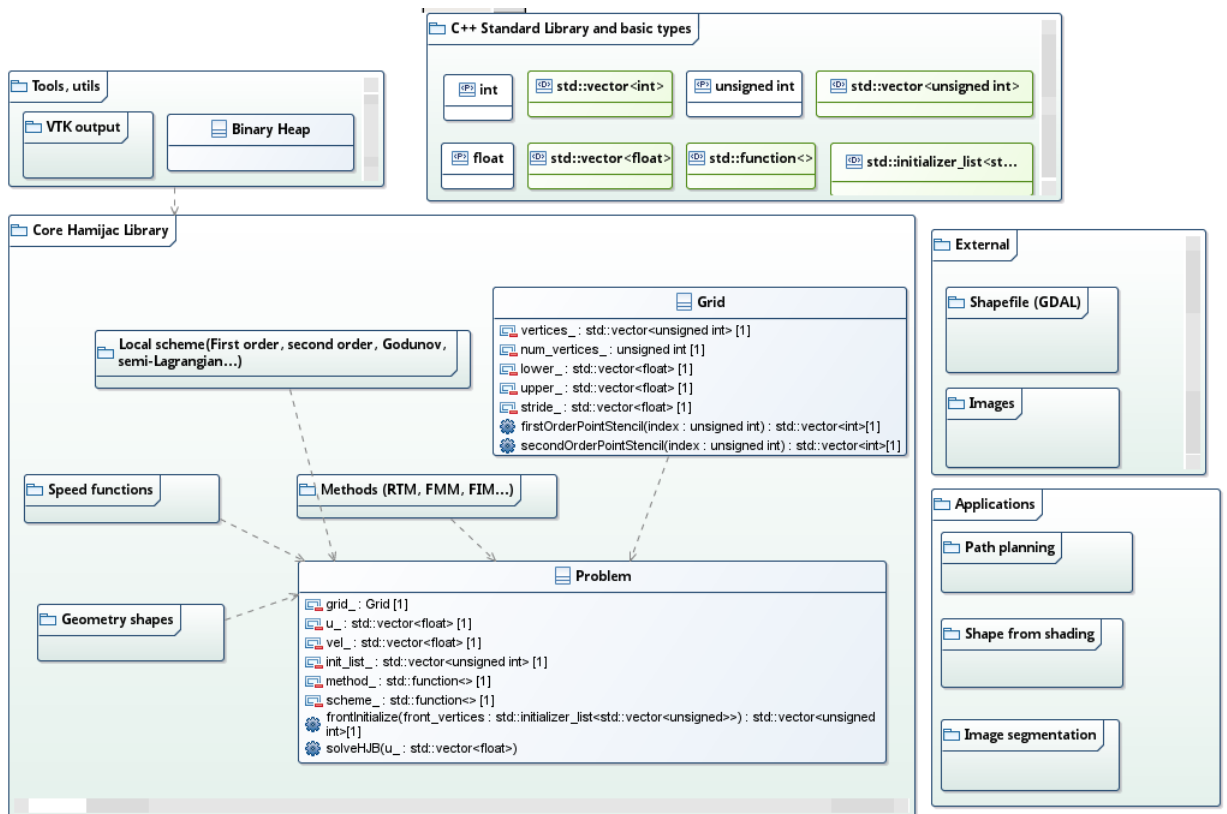 C++ Standard Library and basic types
<P> int
<D> std::vector<int>
<P> unsigned int
<D> std::vector<unsigned int>
<P> float
<D> std::vector<float>
<D> std::function<>
<D> std::initializer_list<st...
Tools, utils
VTK output
Binary Heap
Core Hamijac Library
Local scheme(First order, second order, Godunov,
semi-Lagrangian...)
Grid
vertices_ : std::vector<unsigned int> [1]
num_vertices_ : unsigned int [1]
lower_ : std::vector<float> [1]
upper_ : std::vector<float> [1]
stride_ : std::vector<float> [1]
firstOrderPointStencil(index : unsigned int) : std::vector<int>[1]
secondOrderPointStencil(index : unsigned int) : std::vector<int>[1]
Speed functions
Methods (RTM, FMM, FIM...)
Geometry shapes
Problem
grid_ : Grid [1]
u_ : std::vector<float> [1]
vel_ : std::vector<float> [1]
init_list_ : std::vector<unsigned int> [1]
method_ : std::function<> [1]
scheme_ : std::function<> [1]
frontInitialize(front_vertices : std::initializer_list<std::vector<unsigned>>) : std::vector<unsigned
int>[1]
solveHJB(u_ : std::vector<float>)
External
Shapefile (GDAL)
Images
Applications
Path planning
Shape from shading
Image segmentation